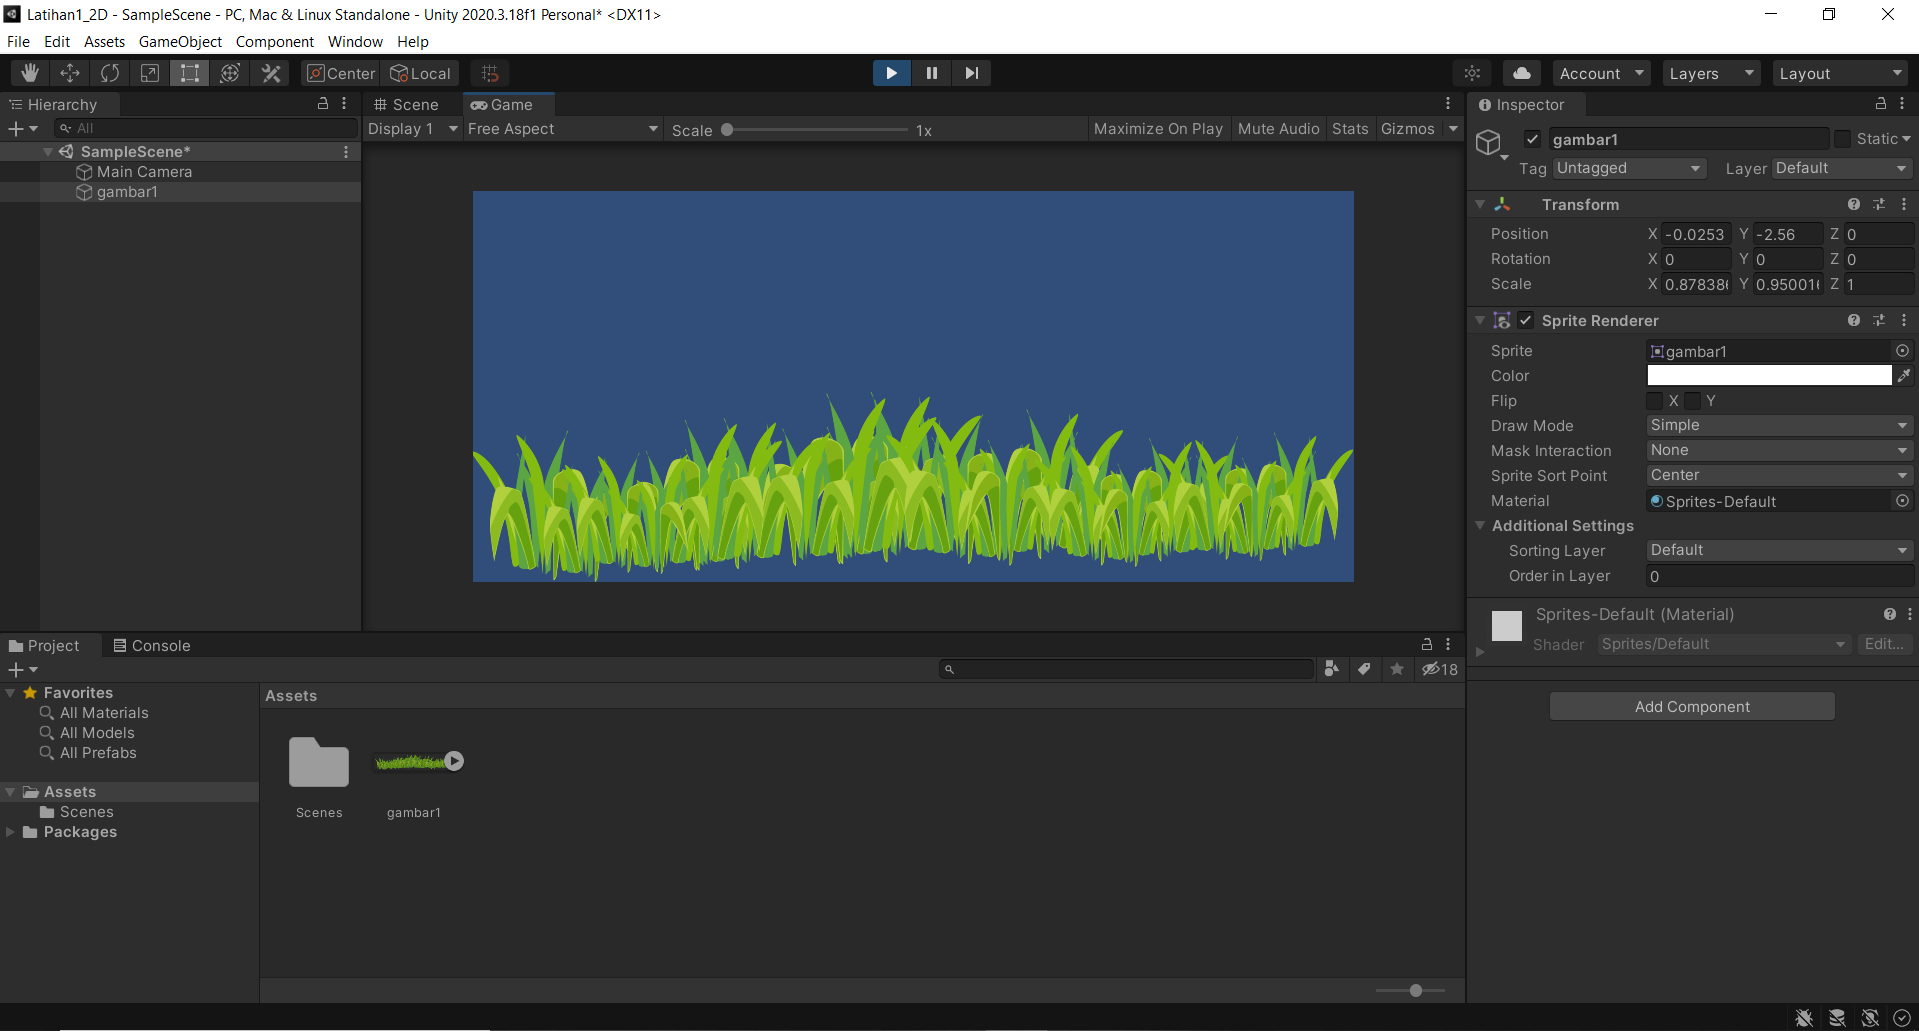 Latihan1_2D - SampleScene - PC, Mac & Linux Standalone - Unity 2020.3.18f1 Personal* <DX11>
File Edit Assets GameObject Component Window Help
Center Local Account Layers Layout
Hierarchy
All
SampleScene*
Main Camera
gambar1
Scene Game
Display 1 Free Aspect Scale 1x Maximize On Play Mute Audio Stats Gizmos
Inspector
gambar1 Static
Tag Untagged Layer Default
Transform
Position X -0.0253 Y -2.56 Z 0
Rotation X 0 Y 0 Z 0
Scale X 0.87838 Y 0.95001 Z 1
Sprite Renderer
Sprite gambar1
Color
Flip X Y
Draw Mode Simple
Mask Interaction None
Sprite Sort Point Center
Material Sprites-Default
Additional Settings
Sorting Layer Default
Order in Layer 0
Sprites-Default (Material)
Shader Sprites/Default Edit...
Add Component
Project Console
18
Favorites
All Materials
All Models
All Prefabs
Assets
Scenes
Packages
Assets
Scenes gambar1